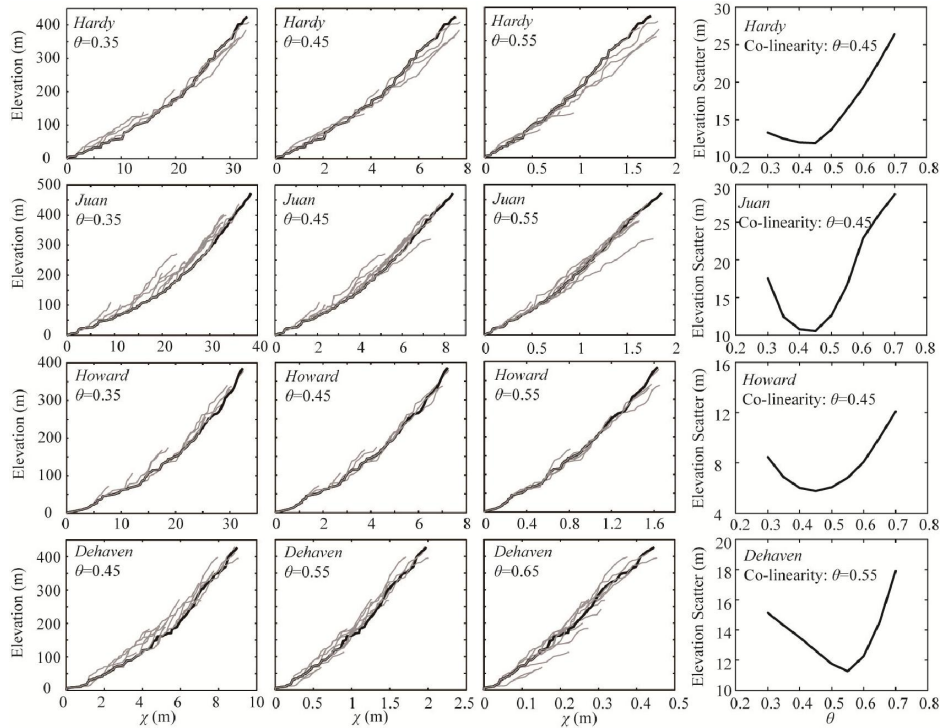 Hardy
θ=0.35
Elevation (m)
400
300
200
100
0
0 10 20 30
Hardy
θ=0.45
0 2 4 6 8
Hardy
θ=0.55
0 0.5 1 1.5 2
Hardy
Co-linearity: θ=0.45
Elevation Scatter (m)
30
25
20
15
10
0.2 0.3 0.4 0.5 0.6 0.7 0.8
Juan
θ=0.35
Elevation (m)
500
400
300
200
100
0
0 10 20 30 40
Juan
θ=0.45
0 2 4 6 8
Juan
θ=0.55
0 0.5 1 1.5 2
Juan
Co-linearity: θ=0.45
Elevation Scatter (m)
30
25
20
15
10
0.2 0.3 0.4 0.5 0.6 0.7 0.8
Howard
θ=0.35
Elevation (m)
400
300
200
100
0
0 10 20 30
Howard
θ=0.45
0 2 4 6 8
Howard
θ=0.55
0 0.4 0.8 1.2 1.6
Howard
Co-linearity: θ=0.45
Elevation Scatter (m)
16
12
8
4
0.2 0.3 0.4 0.5 0.6 0.7 0.8
Dehaven
θ=0.45
Elevation (m)
400
300
200
100
0
0 2 4 6 8 10
χ (m)
Dehaven
θ=0.55
0 0.5 1 1.5 2 2.5
χ (m)
Dehaven
θ=0.65
0 0.1 0.2 0.3 0.4 0.5
χ (m)
Dehaven
Co-linearity: θ=0.55
Elevation Scatter (m)
18
16
14
12
10
0.2 0.3 0.4 0.5 0.6 0.7 0.8
θ